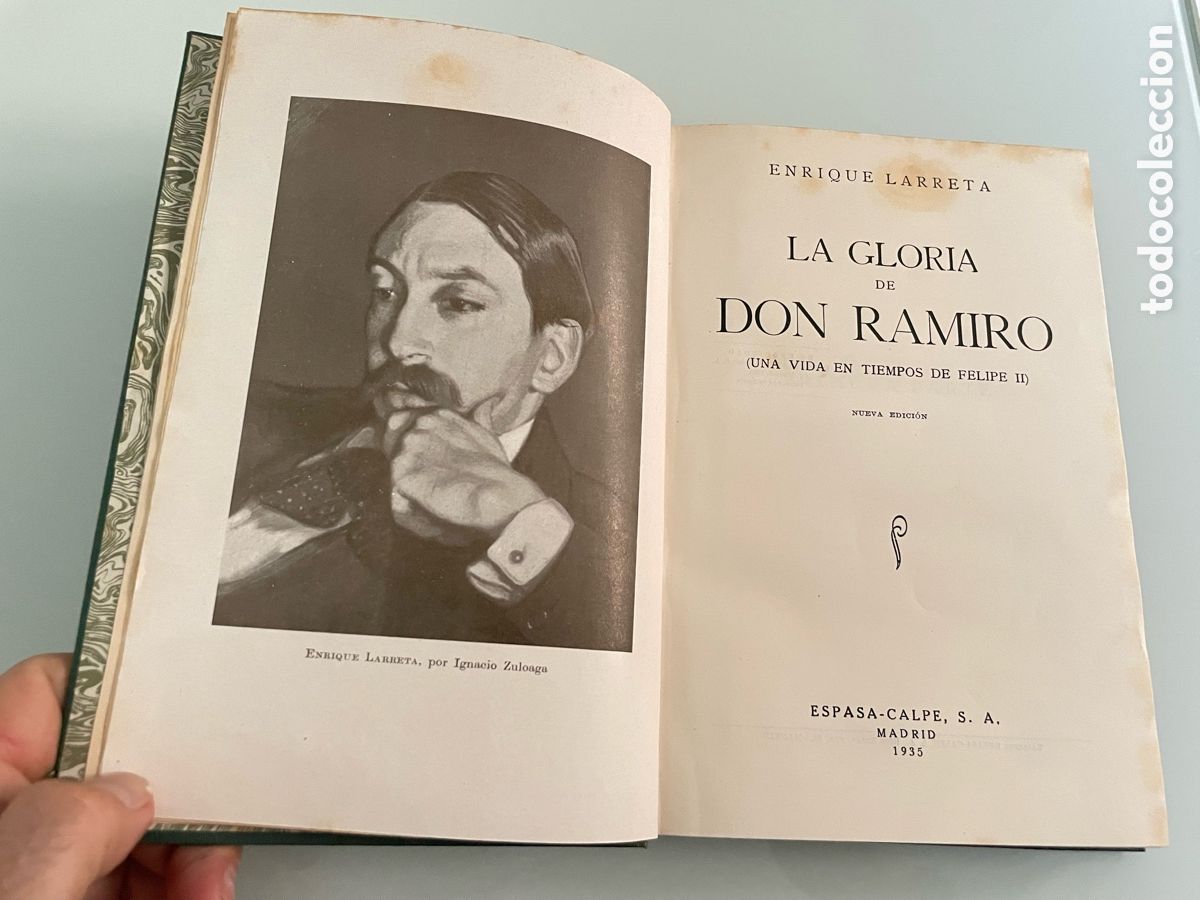 ENRIQUE LARRETA, por Ignacio Zuloaga
ENRIQUE LARRETA
LA GLORIA
DE
DON RAMIRO
(UNA VIDA EN TIEMPOS DE FELIPE II)
NUEVA EDICIÓN
ESPASA-CALPE, S. A.
MADRID
1935
todocoleccion